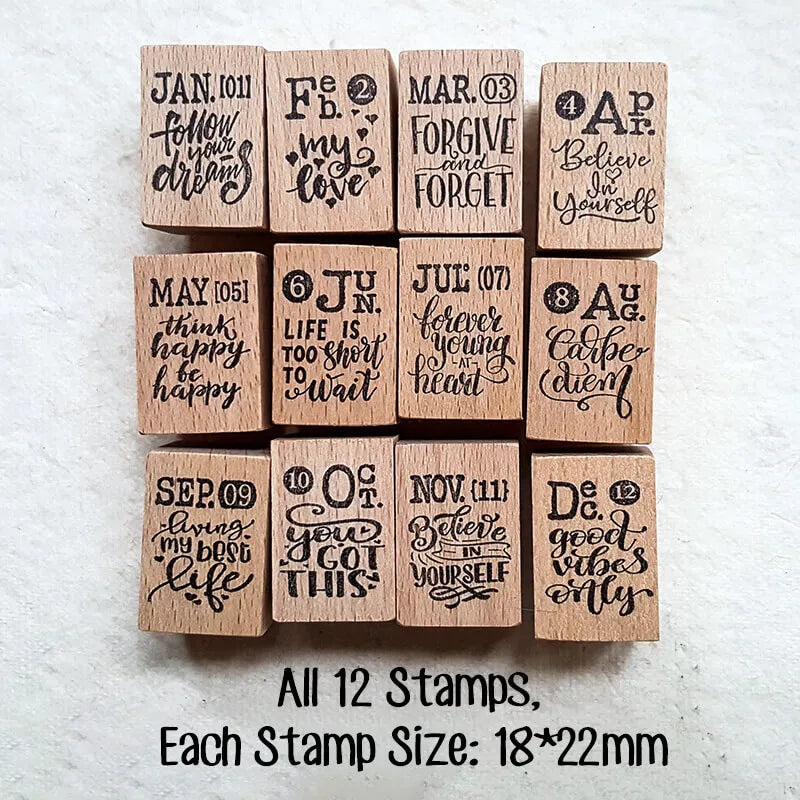 JAN. [01]
follow
your
dreams
Feb. 2
my
love
MAR. (03)
FORGIVE
and
FORGET
4 Apr.
Believe
In
Yourself
MAY [05]
think
happy
be
happy
6 JUN.
LIFE IS
TOO short
TO wait
JUL. (07)
forever
young
-AT-
heart
8 AUG.
Carpe
diem
SEP. 09
living
my best
life
10 OCT.
you
GOT
THIS
NOV. {11}
Believe
IN
YOURSELF
Dec. 12
good
vibes
only
All 12 Stamps,
Each Stamp Size: 18*22mm